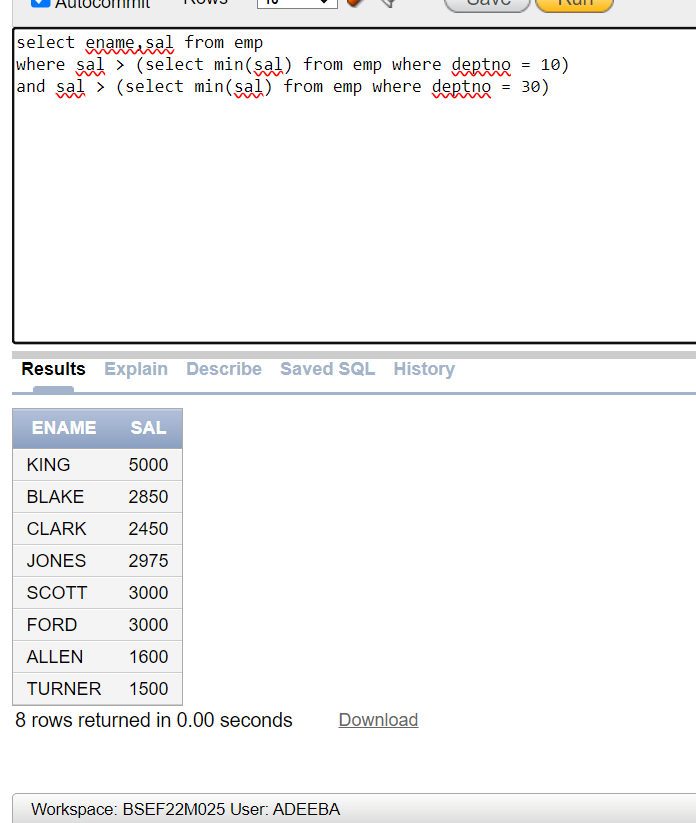 Autocommit Rows 10 Save Run
select ename,sal from emp
where sal > (select min(sal) from emp where deptno = 10)
and sal > (select min(sal) from emp where deptno = 30)
Results Explain Describe Saved SQL History
ENAME SAL
KING 5000
BLAKE 2850
CLARK 2450
JONES 2975
SCOTT 3000
FORD 3000
ALLEN 1600
TURNER 1500
8 rows returned in 0.00 seconds Download
Workspace: BSEF22M025 User: ADEEBA